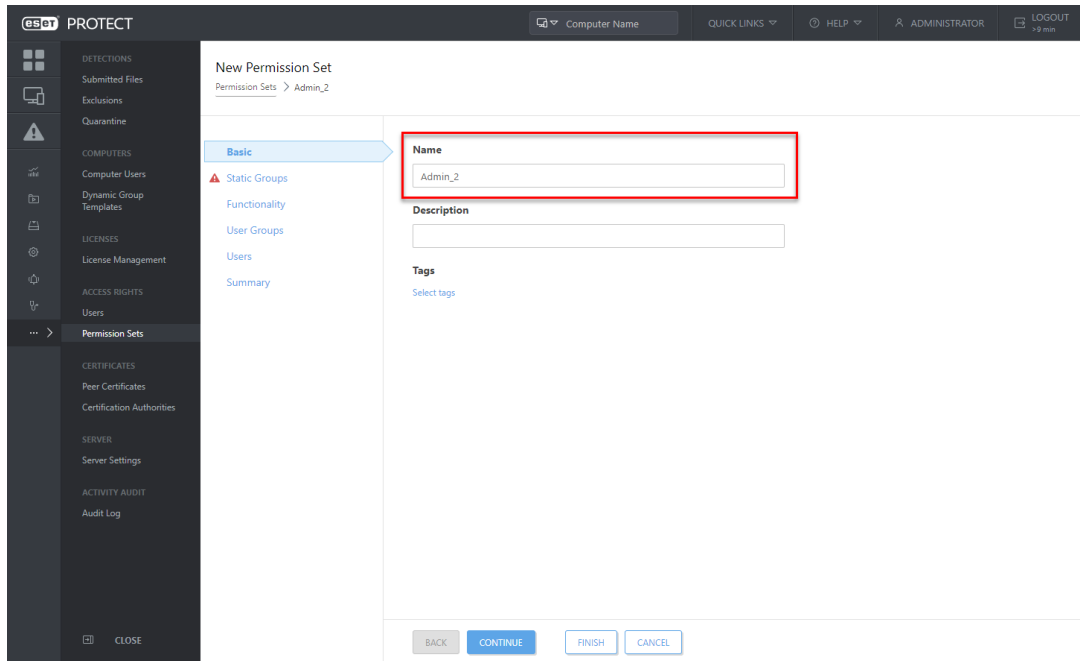 eset PROTECT
Computer Name
QUICK LINKS
HELP
ADMINISTRATOR
LOGOUT
>9 min
DETECTIONS
Submitted Files
Exclusions
Quarantine
COMPUTERS
Computer Users
Dynamic Group
Templates
LICENSES
License Management
ACCESS RIGHTS
Users
Permission Sets
CERTIFICATES
Peer Certificates
Certification Authorities
SERVER
Server Settings
ACTIVITY AUDIT
Audit Log
CLOSE
New Permission Set
Permission Sets > Admin_2
Basic
Static Groups
Functionality
User Groups
Users
Summary
Name
Admin_2
Description
Tags
Select tags
BACK
CONTINUE
FINISH
CANCEL